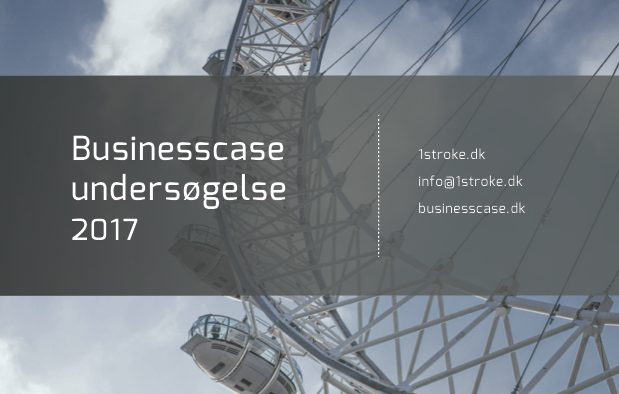 Businesscase
undersøgelse
2017
1stroke.dk
info@1stroke.dk
businesscase.dk